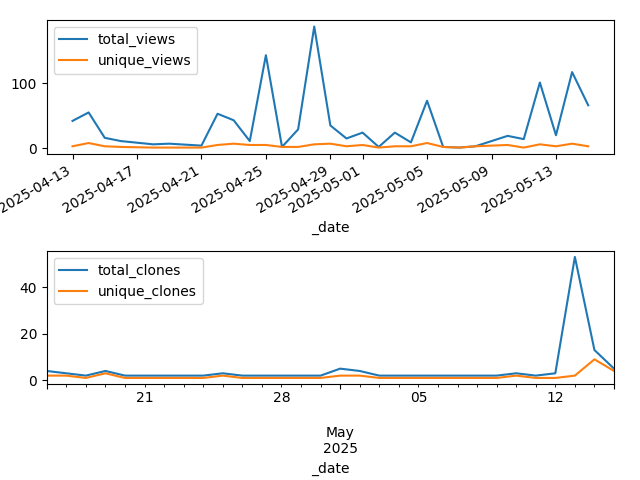 total_views
unique_views
100
0
2025-04-13
2025-04-17
2025-04-21
2025-04-25
2025-04-29
2025-05-01
2025-05-05
2025-05-09
2025-05-13
_date
total_clones
unique_clones
40
20
0
21
28
05
12
May
2025
_date